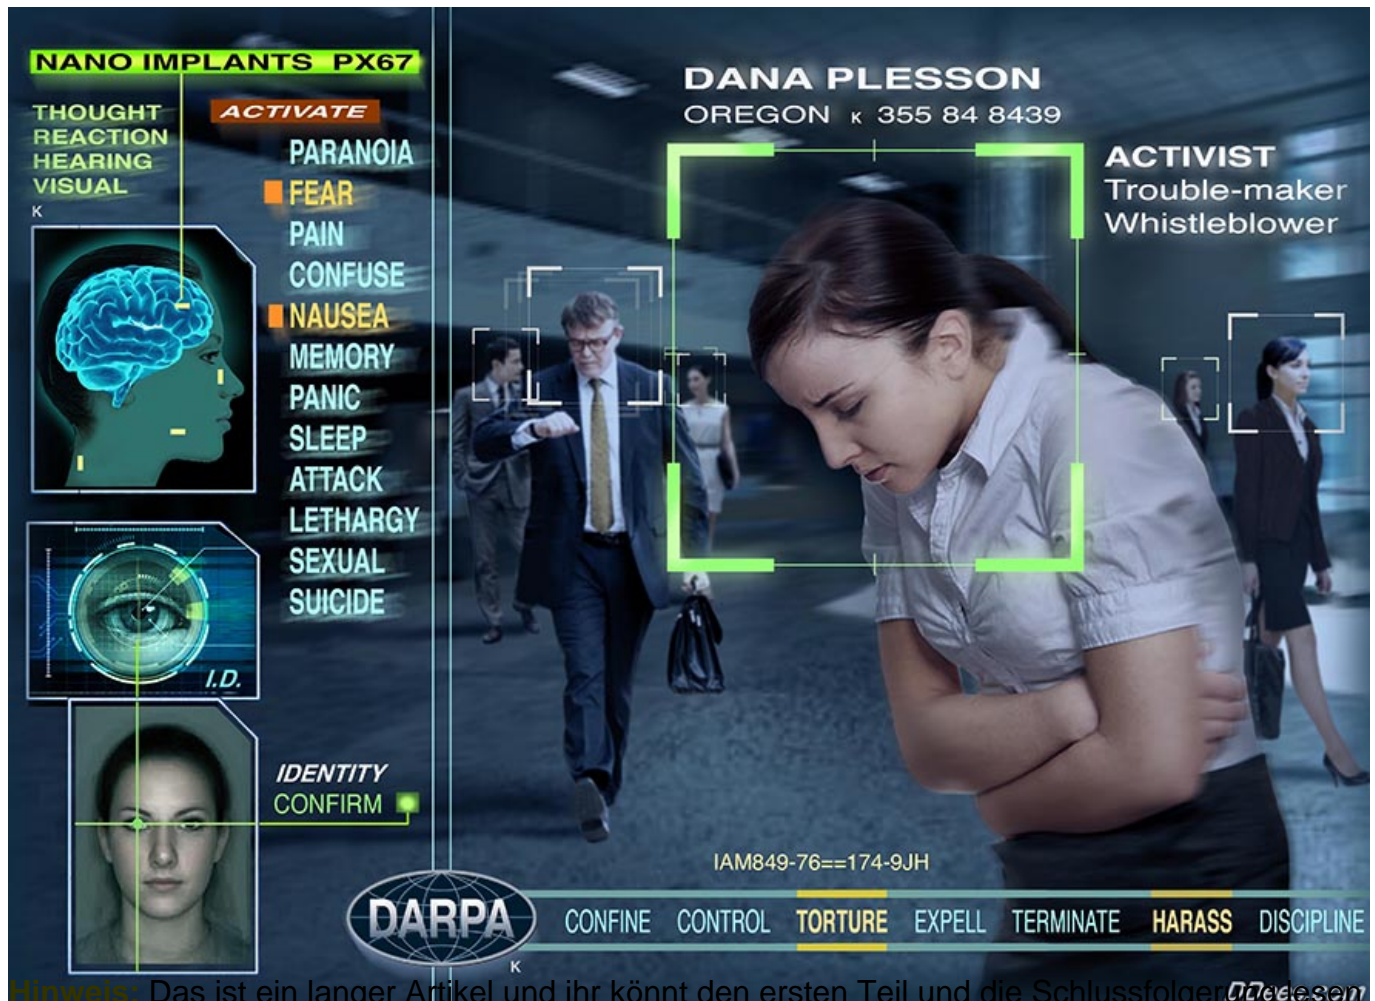 NANO IMPLANTS PX67
THOUGHT
REACTION
HEARING
VISUAL
K
ACTIVATE
PARANOIA
FEAR
PAIN
CONFUSE
NAUSEA
MEMORY
PANIC
SLEEP
ATTACK
LETHARGY
SEXUAL
SUICIDE
I.D.
IDENTITY
CONFIRM
DANA PLESSON
OREGON K 355 84 8439
ACTIVIST
Trouble-maker
Whistleblower
IAM849-76==174-9JH
DARPA
K
CONFINE CONTROL TORTURE EXPELL TERMINATE HARASS DISCIPLINE
Hinweis: Das ist ein langer Artikel und ihr könnt den ersten Teil und die